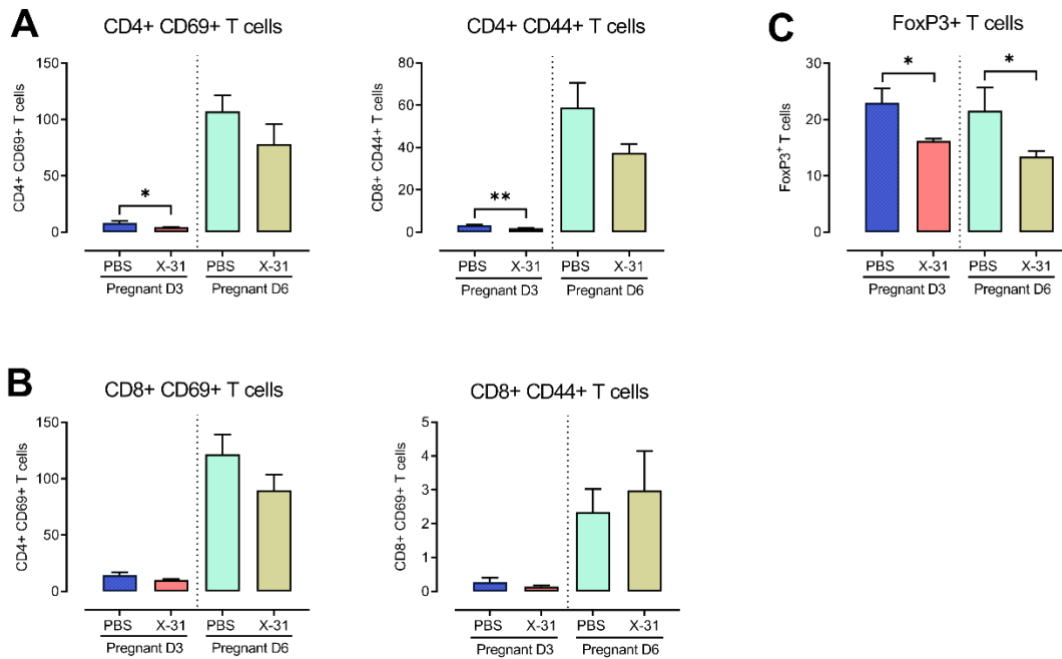 A
CD4+ CD69+ T cells
CD4+ CD69+ T cells
150
100
50
0
*
PBS X-31 PBS X-31
Pregnant D3 Pregnant D6
CD4+ CD44+ T cells
CD8+ CD44+ T cells
80
60
40
20
0
**
PBS X-31 PBS X-31
Pregnant D3 Pregnant D6
C
FoxP3+ T cells
FoxP3+ T cells
30
20
10
0
* *
PBS X-31 PBS X-31
Pregnant D3 Pregnant D6
B
CD8+ CD69+ T cells
CD4+ CD69+ T cells
150
100
50
0
PBS X-31 PBS X-31
Pregnant D3 Pregnant D6
CD8+ CD44+ T cells
CD8+ CD69+ T cells
5
4
3
2
1
0
PBS X-31 PBS X-31
Pregnant D3 Pregnant D6